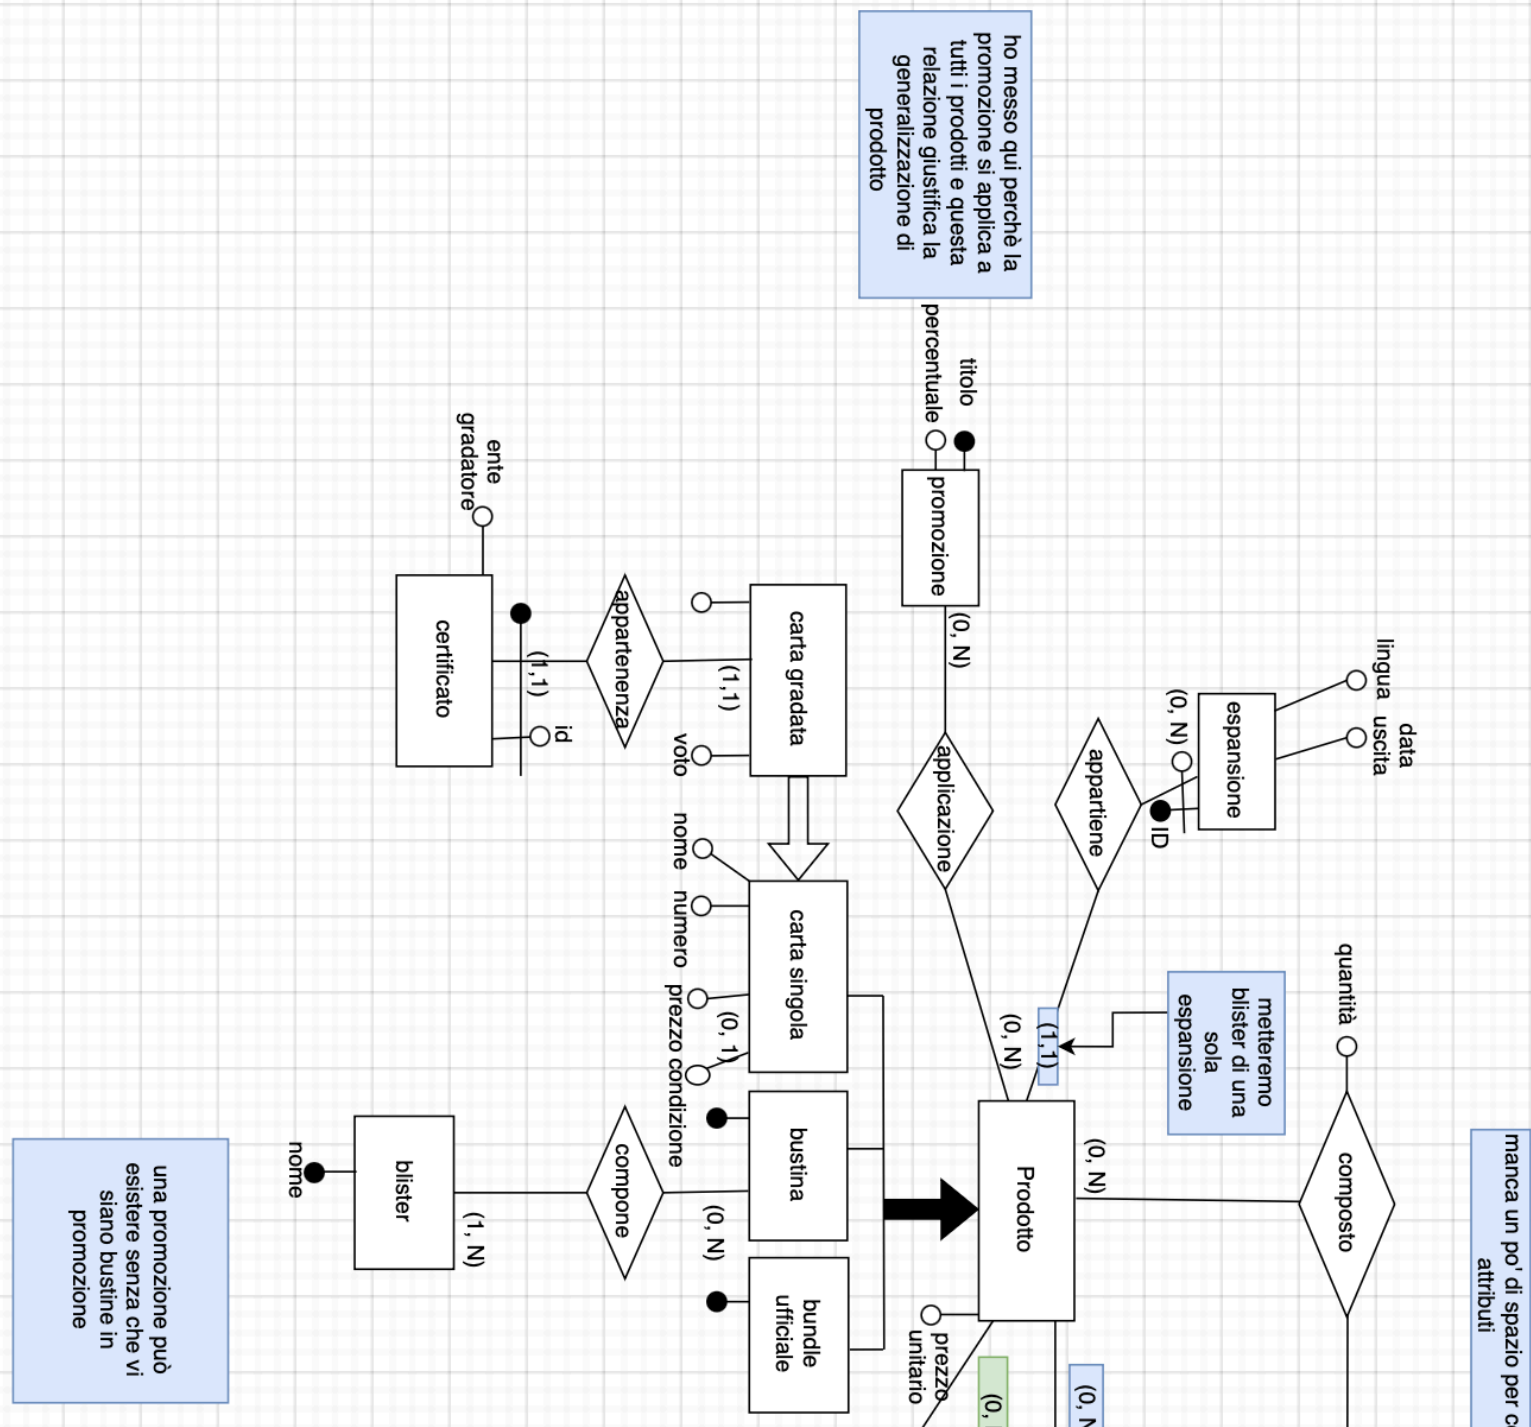 manca un po' di spazio per
attributi
lingua
data
uscita
espansione
(0, N)
ID
quantità
composto
metteremo
blister di una
sola
espansione
appartiene
(1,1)
(0, N)
(0, N)
Prodotto
prezzo
unitario
(0, N
(0,
ho messo qui perchè la
promozione si applica a
tutti i prodotti e questa
relazione giustifica la
generalizzazione di
prodotto
titolo
percentuale
promozione
(0, N)
applicazione
carta gradata
(1,1)
voto
appartenenza
(1,1)
id
certificato
ente
gradatore
carta singola
nome
numero
prezzo
(0, 1)
condizione
bustina
(0, N)
bundle
ufficiale
compone
blister
(1, N)
nome
una promozione può
esistere senza che vi
siano bustine in
promozione